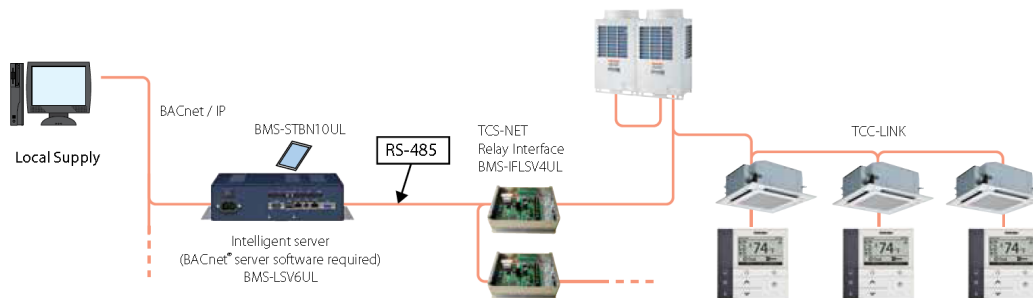 BACnet / IP
BMS-STBN10UL
Local Supply
RS-485
TCS-NET
Relay Interface
BMS-IFLSV4UL
TCC-LINK
Intelligent server
(BACnet® server software required)
BMS-LSV6UL
74°F
74°F
74°F